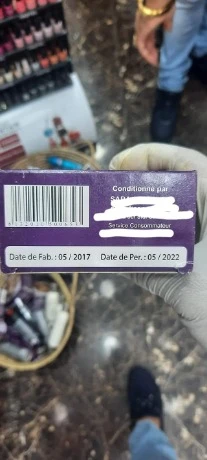 Conditionné par
Service Consommateur
Date de Fab. : 05 / 2017 Date de Per. : 05 / 2022